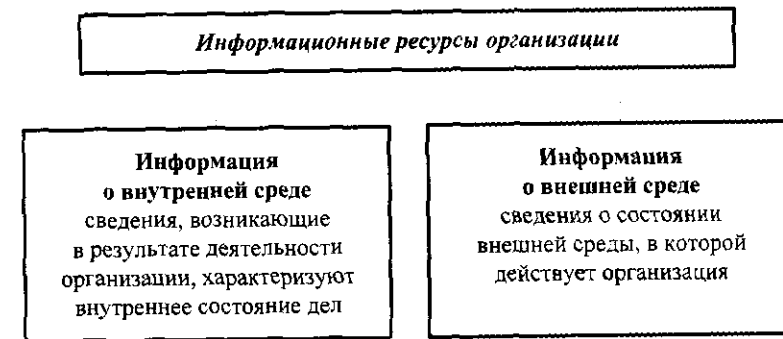 Информационные ресурсы организации
Информация
о внутренней среде
сведения, возникающие
в результате деятельности
организации, характеризуют
внутреннее состояние дел
Информация
о внешней среде
сведения о состоянии
внешней среды, в которой
действует организация